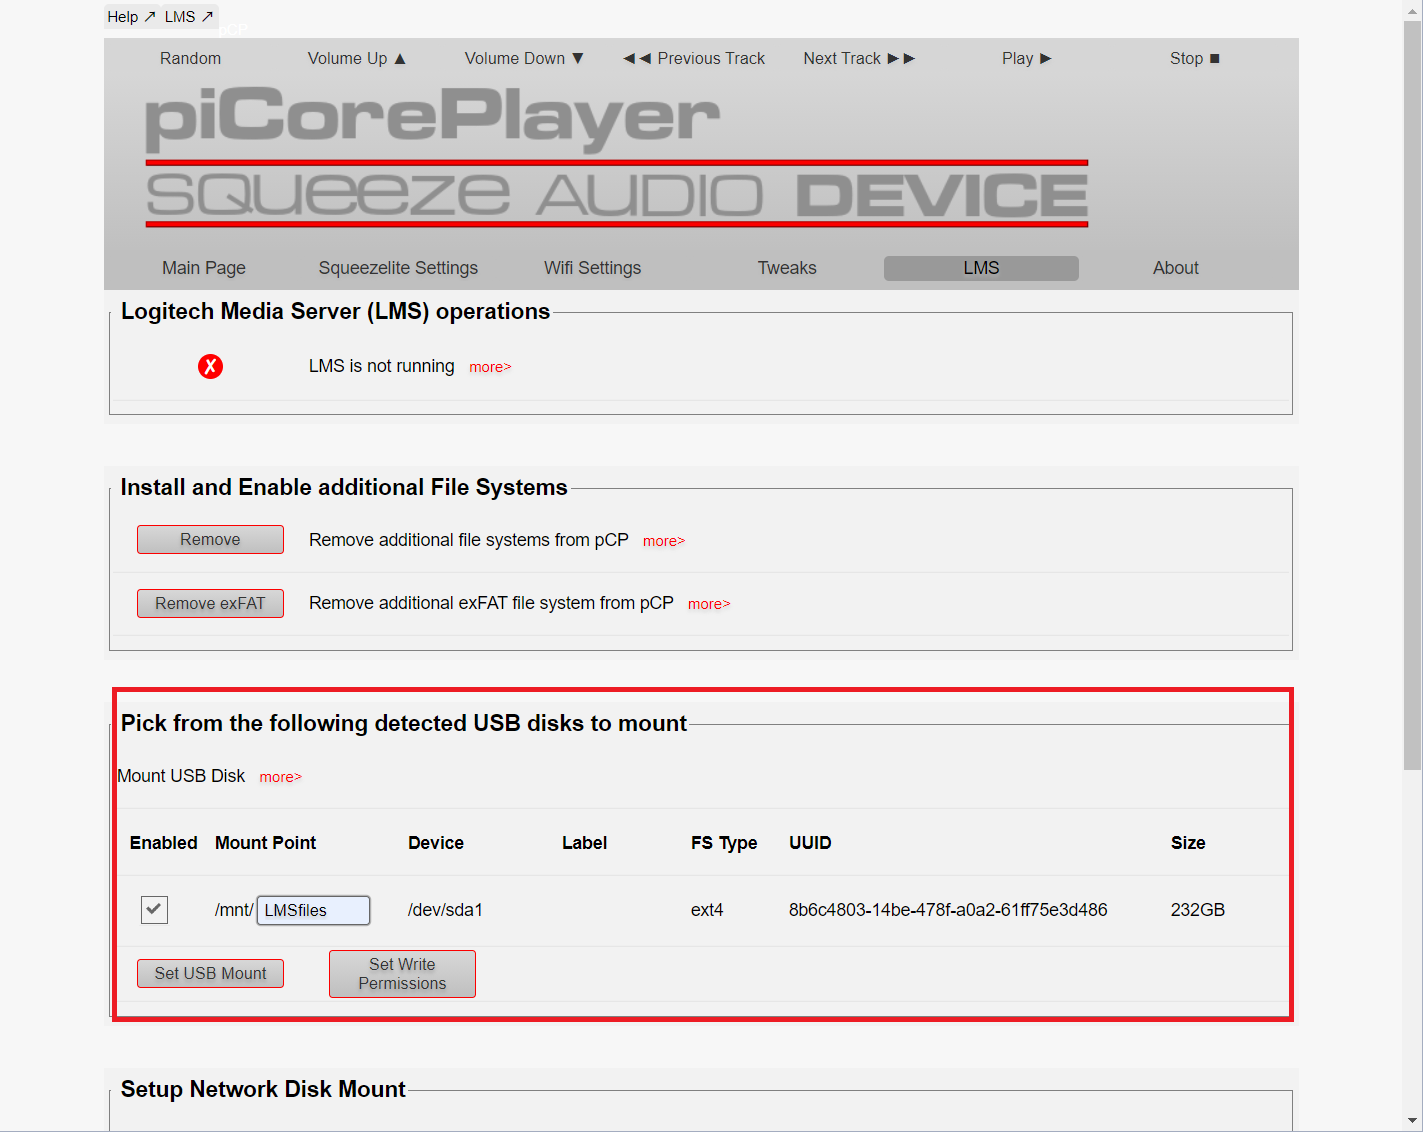 Help ↗ LMS ↗
pCP
Random Volume Up ▲ Volume Down ▼ ◄◄ Previous Track Next Track ►► Play ► Stop ■
piCorePlayer
SQUEEZE AUDIO DEVICE
Main Page Squeezelite Settings Wifi Settings Tweaks LMS About
Logitech Media Server (LMS) operations
X LMS is not running more>
Install and Enable additional File Systems
Remove Remove additional file systems from pCP more>
Remove exFAT Remove additional exFAT file system from pCP more>
Pick from the following detected USB disks to mount
Mount USB Disk more>
Enabled Mount Point Device Label FS Type UUID Size
/mnt/ LMSfiles /dev/sda1 ext4 8b6c4803-14be-478f-a0a2-61ff75e3d486 232GB
Set USB Mount Set Write
Permissions
Setup Network Disk Mount